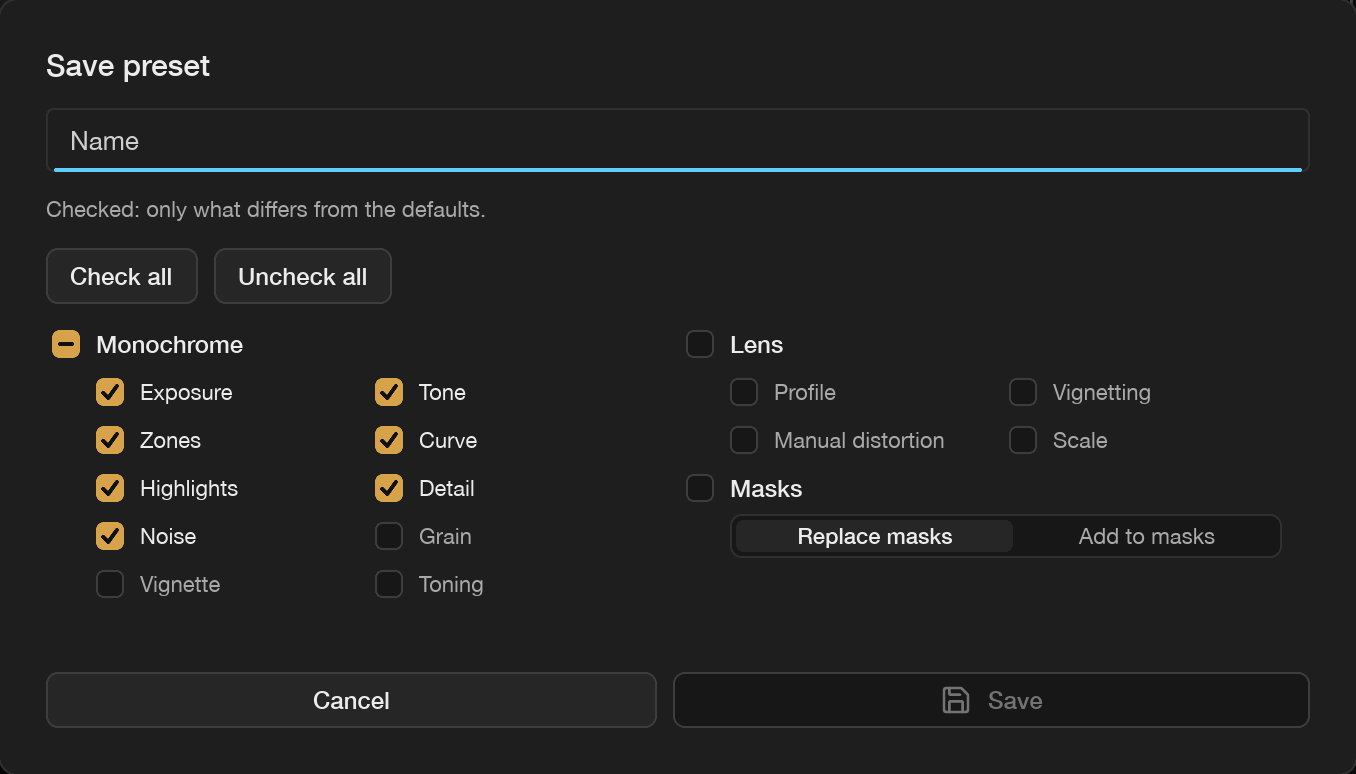 Save preset
Name
Checked: only what differs from the defaults.
Check all Uncheck all
Monochrome
Exposure Tone
Zones Curve
Highlights Detail
Noise Grain
Vignette Toning
Lens
Profile Vignetting
Manual distortion Scale
Masks
Replace masks Add to masks
Cancel Save